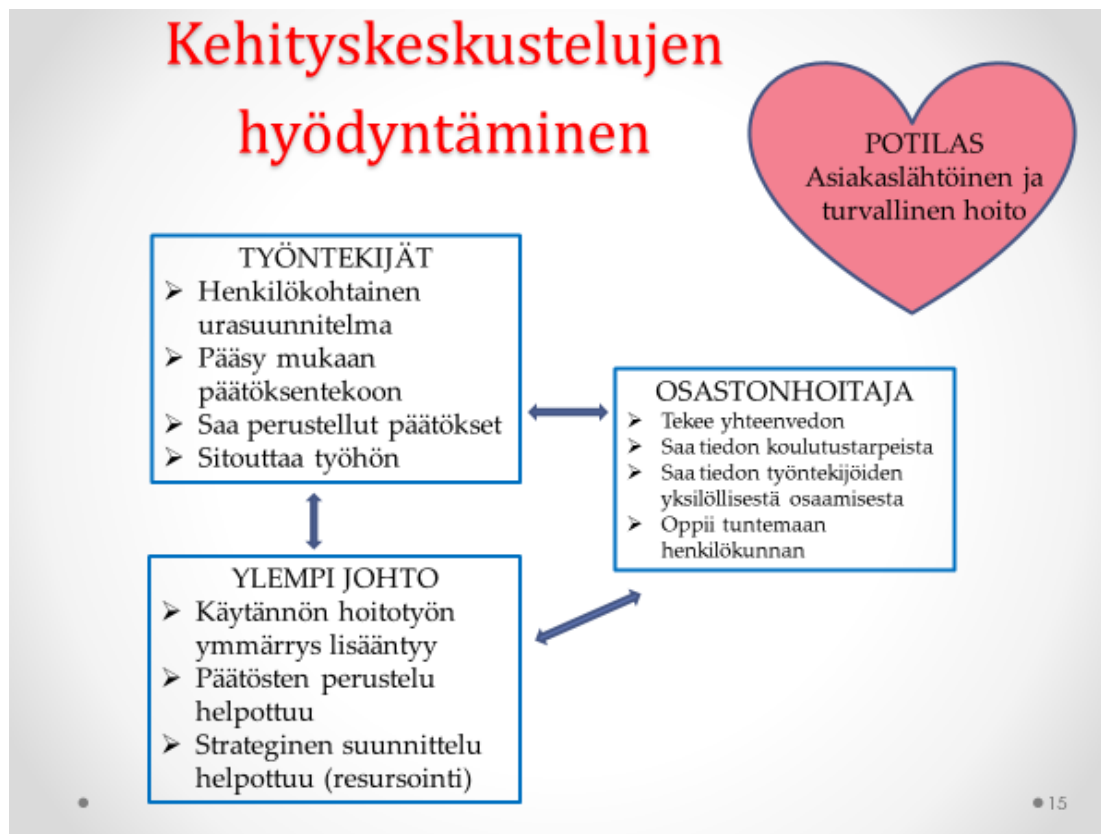 Kehityskeskustelujen
hyödyntäminen
POTILAS
Asiakaslähtöinen ja
turvallinen hoito
TYÖNTEKIJÄT
➢ Henkilökohtainen
urasuunnitelma
➢ Pääsy mukaan
päätöksentekoon
➢ Saa perustellut päätökset
➢ Sitouttaa työhön
OSASTONHOITAJA
➢ Tekee yhteenvedon
➢ Saa tiedon koulutustarpeista
➢ Saa tiedon työntekijöiden
yksilöllisestä osaamisesta
➢ Oppii tuntemaan
henkilökunnan
YLEMPI JOHTO
➢ Käytännön hoitotyön
ymmärrys lisääntyy
➢ Päätösten perustelu
helpottuu
➢ Strateginen suunnittelu
helpottuu (resursointi)
• 15